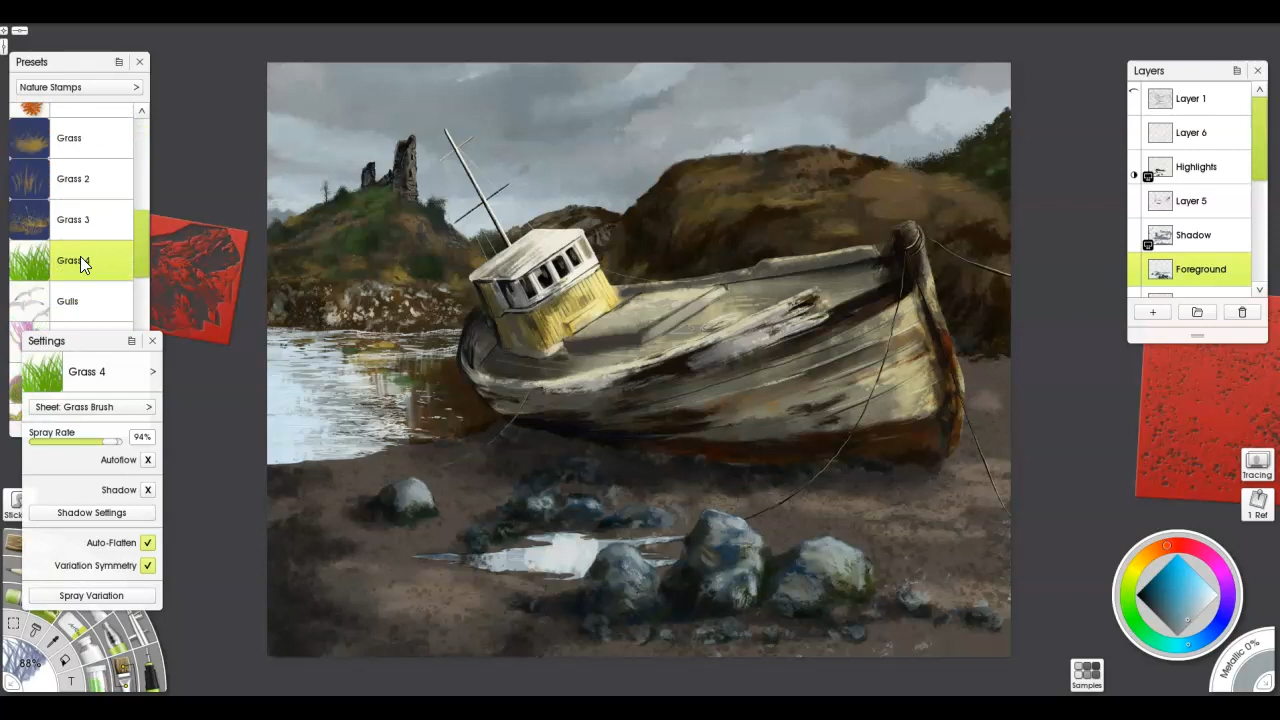 Presets
Nature Stamps >
Grass
Grass 2
Grass 3
Gulls
Settings
Grass 4 >
Sheet: Grass Brush >
Spray Rate
94%
Autoflow X
Shadow X
Shadow Settings
Auto-Flatten
Variation Symmetry
Spray Variation
88%
T
Layers
Layer 1
Layer 6
Highlights
Layer 5
Shadow
Foreground
Tracing
1 Ref
Metallic 0%
Samples